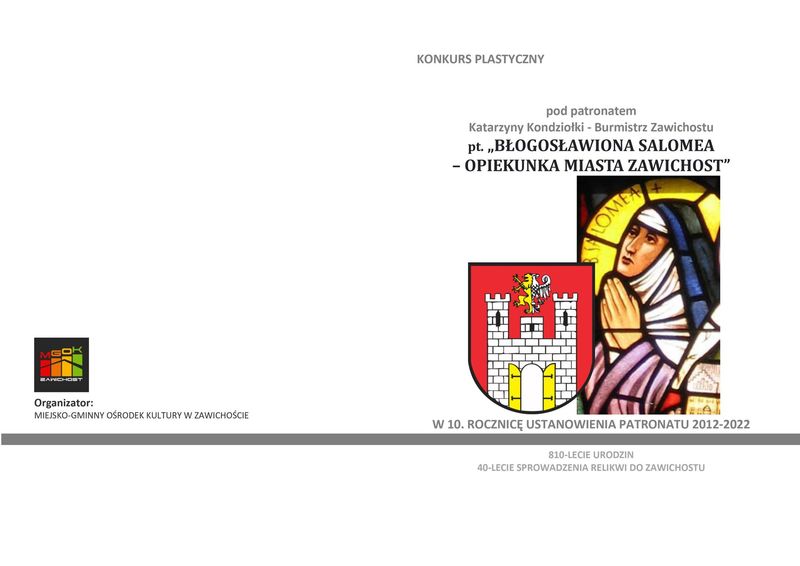 KONKURS PLASTYCZNY
pod patronatem
Katarzyny Kondziołki - Burmistrz Zawichostu
pt. „BŁOGOSŁAWIONA SALOMEA
– OPIEKUNKA MIASTA ZAWICHOST”
B SALOMEA +
MGOK
ZAWICHOST
Organizator:
MIEJSKO-GMINNY OŚRODEK KULTURY W ZAWICHOŚCIE
W 10. ROCZNICĘ USTANOWIENIA PATRONATU 2012-2022
810-LECIE URODZIN
40-LECIE SPROWADZENIA RELIKWI DO ZAWICHOSTU